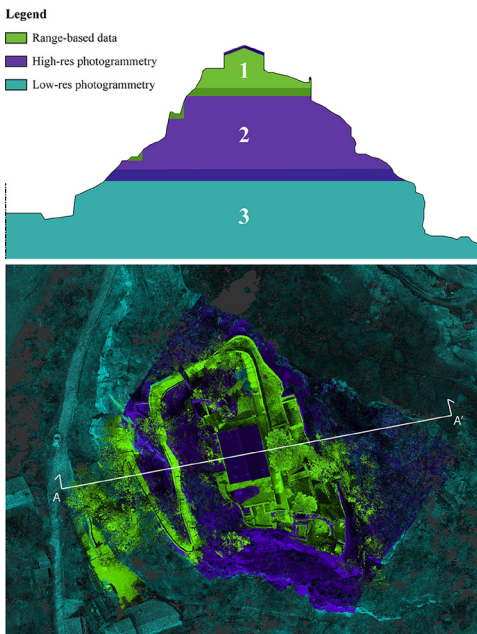 Legend
Range-based data
High-res photogrammetry
Low-res photogrammetry
1
2
3
A
A'